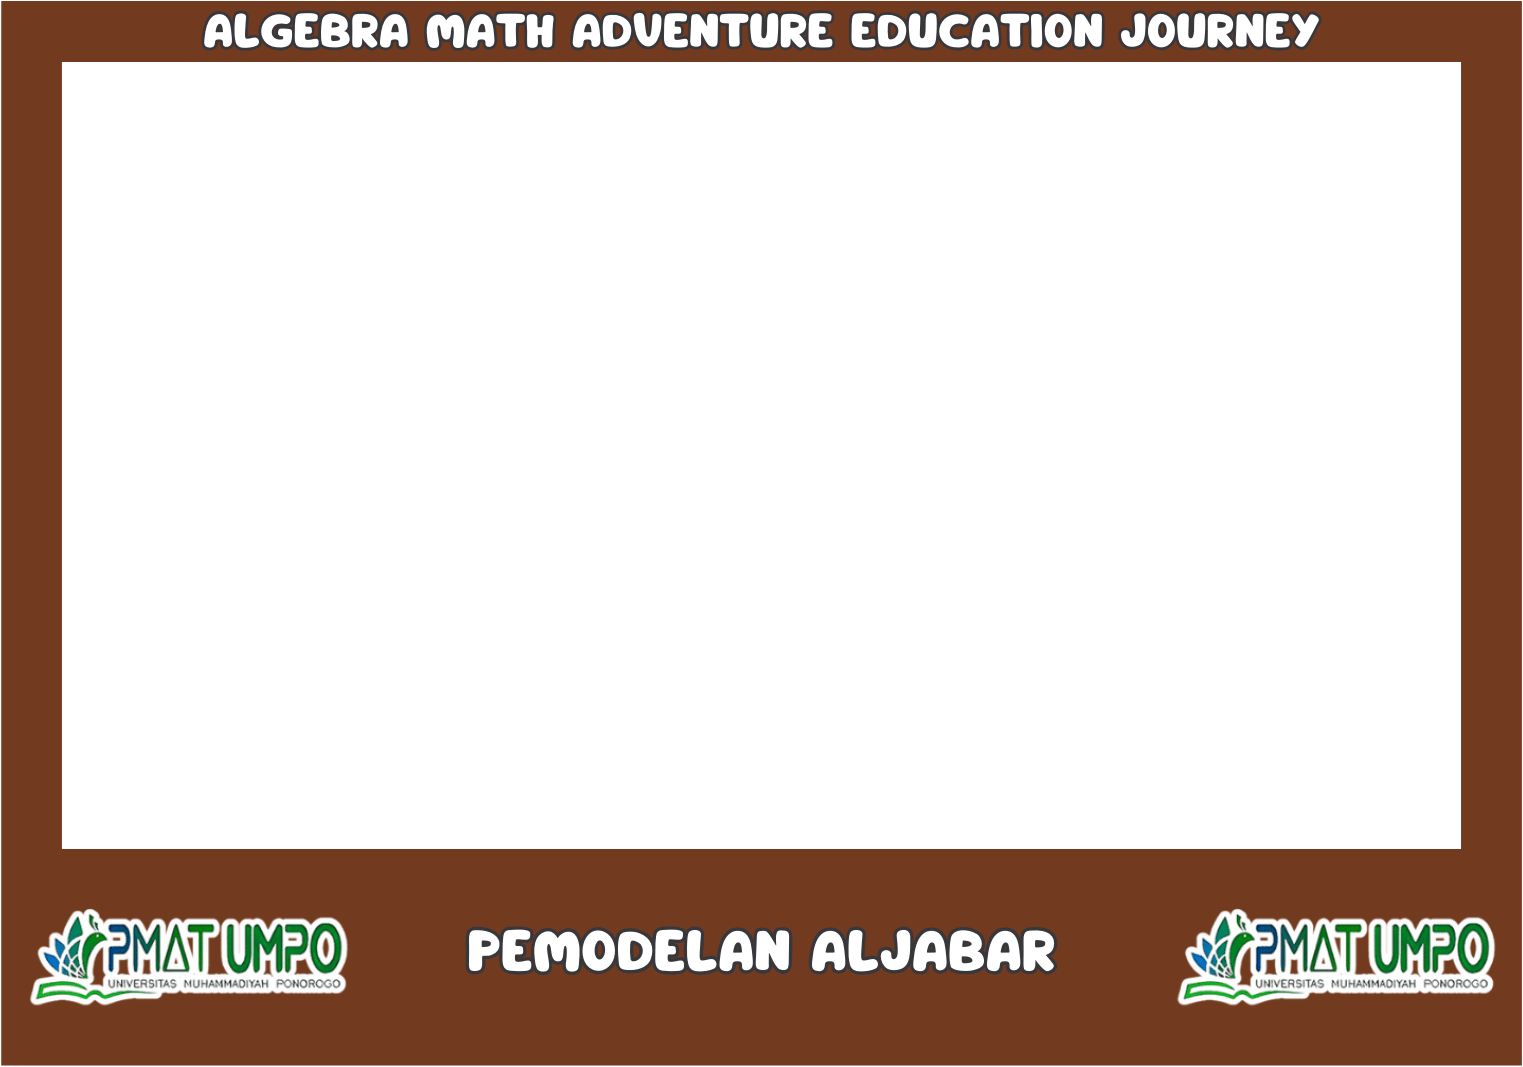 ALGEBRA MATH ADVENTURE EDUCATION JOURNEY
PMAT UMPO
UNIVERSITAS MUHAMMADIYAH PONOROGO
PEMODELAN ALJABAR
PMAT UMPO
UNIVERSITAS MUHAMMADIYAH PONOROGO